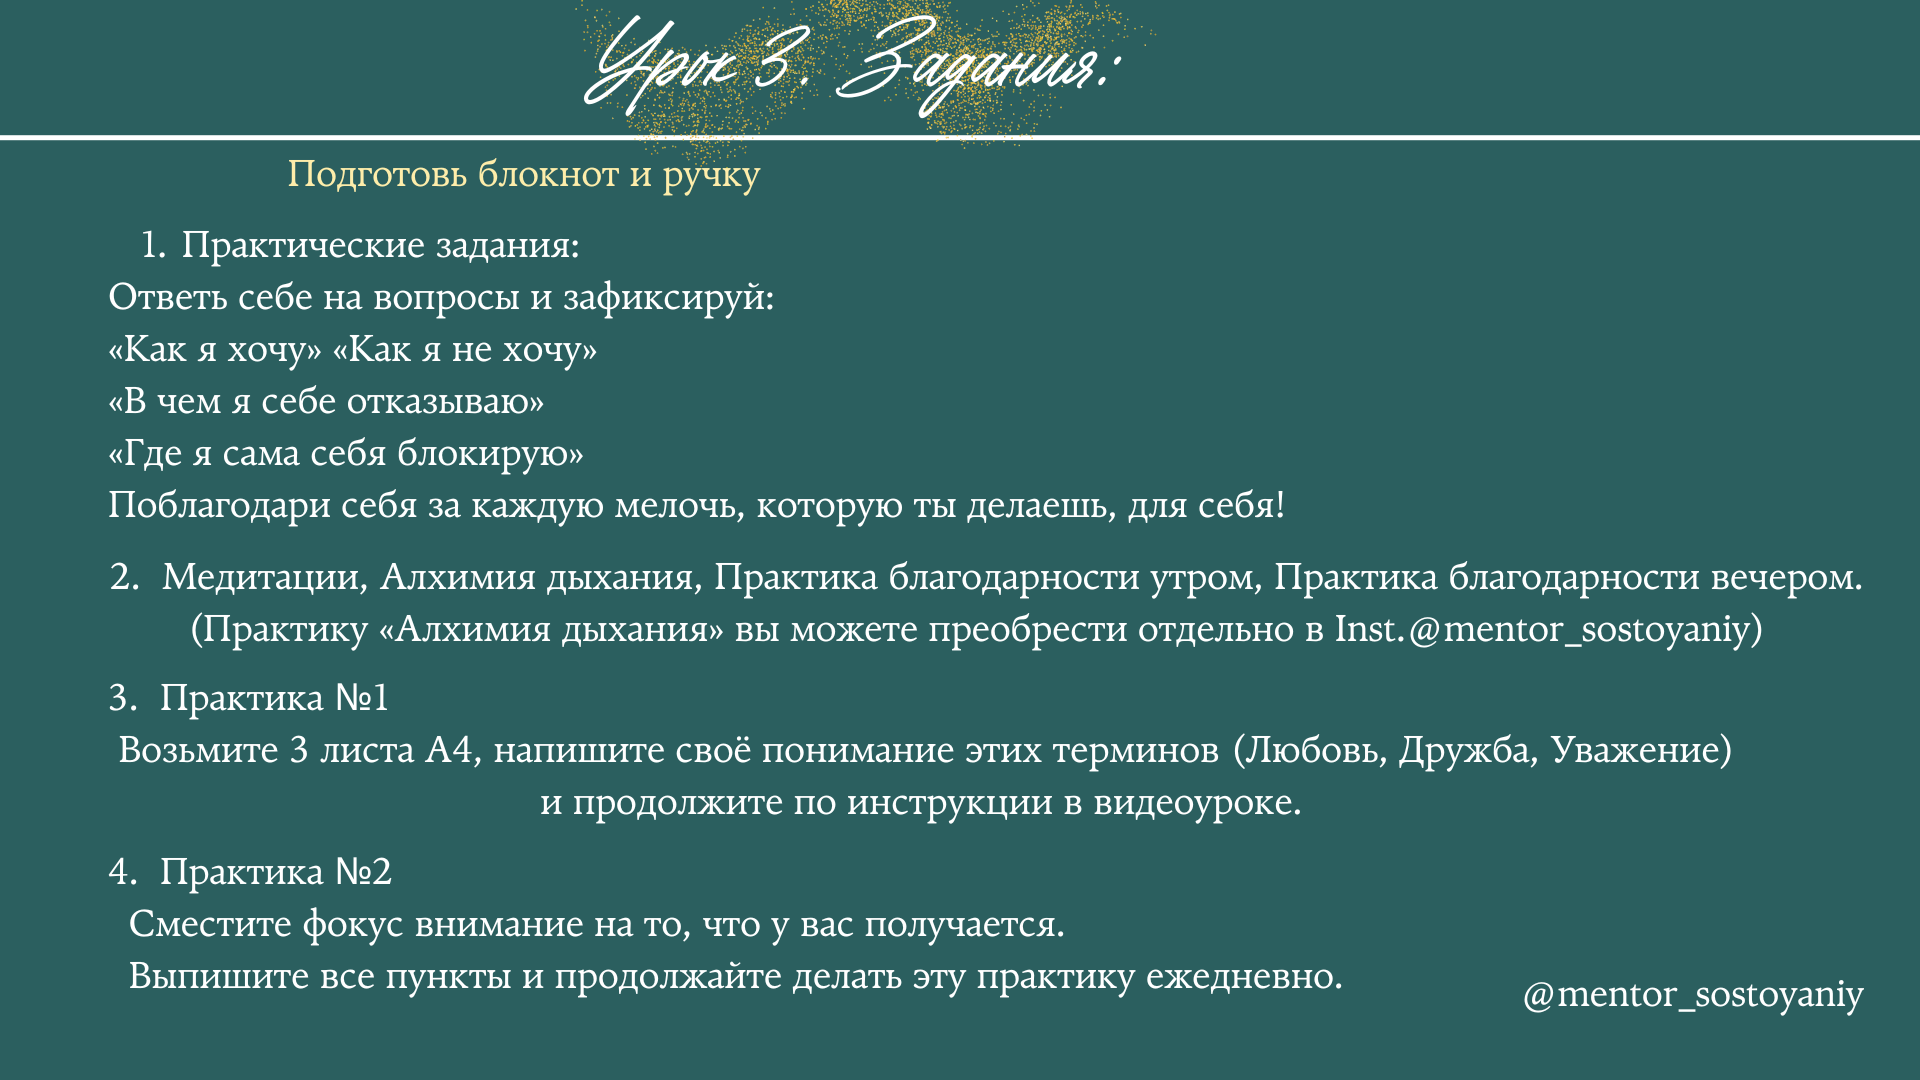 Урок 3. Задания:
Подготовь блокнот и ручку
1. Практические задания:
Ответь себе на вопросы и зафиксируй:
«Как я хочу» «Как я не хочу»
«В чем я себе отказываю»
«Где я сама себя блокирую»
Поблагодари себя за каждую мелочь, которую ты делаешь, для себя!
2. Медитации, Алхимия дыхания, Практика благодарности утром, Практика благодарности вечером.
(Практику «Алхимия дыхания» вы можете преобрести отдельно в Inst.@mentor_sostoyaniy)
3. Практика №1
Возьмите 3 листа А4, напишите своё понимание этих терминов (Любовь, Дружба, Уважение)
и продолжите по инструкции в видеоуроке.
4. Практика №2
Сместите фокус внимание на то, что у вас получается.
Выпишите все пункты и продолжайте делать эту практику ежедневно.
@mentor_sostoyaniy